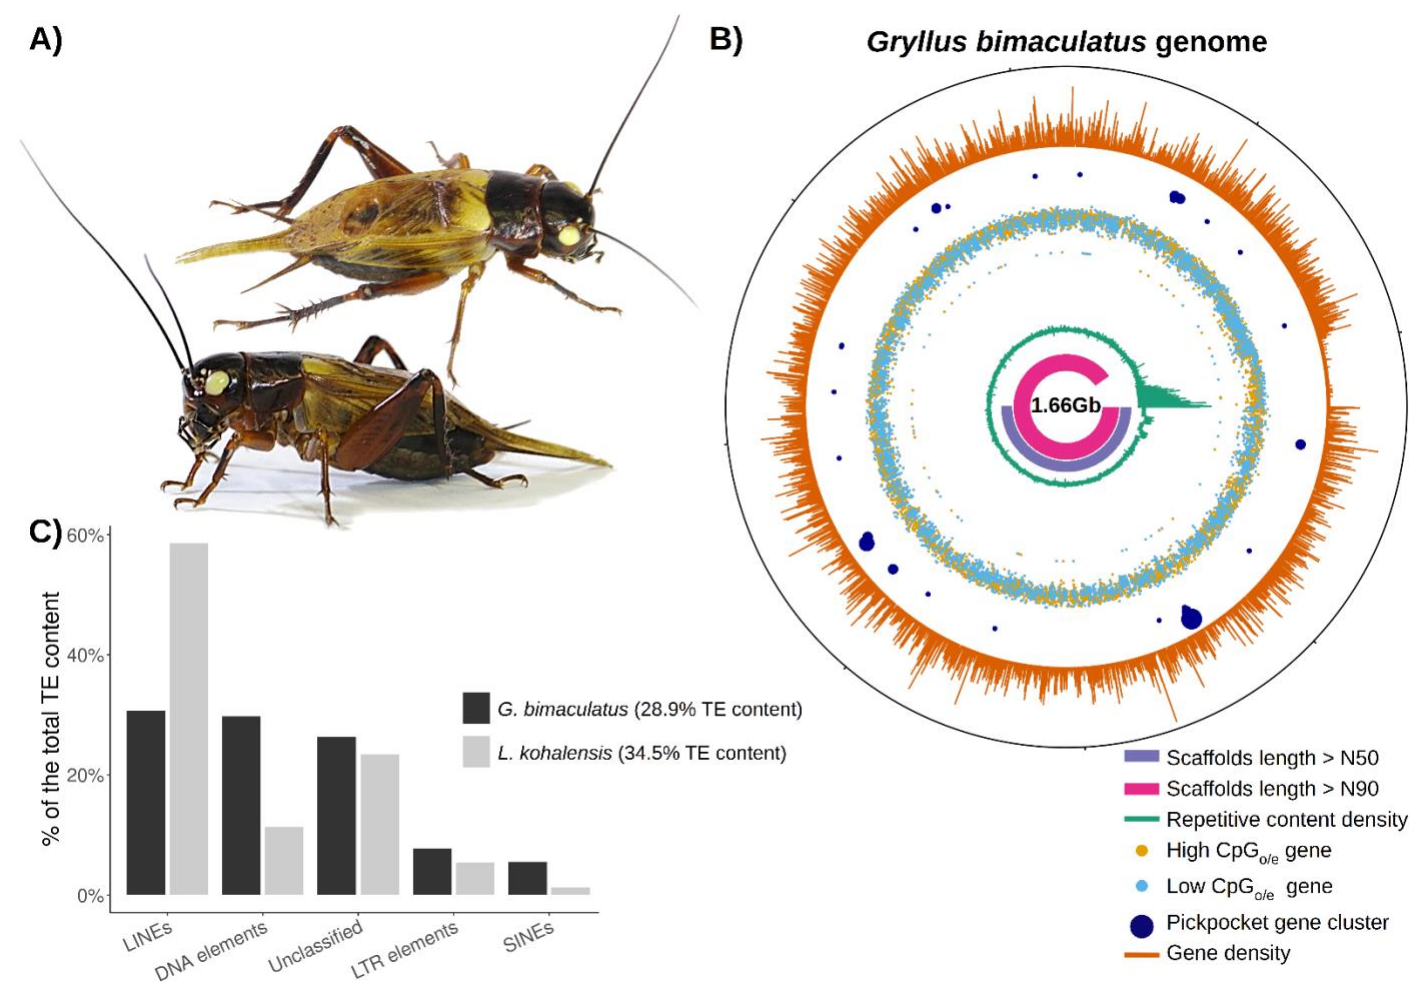 A)
B)
Gryllus bimaculatus genome
1.66Gb
C)
60%
40%
20%
0%
% of the total TE content
G. bimaculatus (28.9% TE content)
L. kohalensis (34.5% TE content)
LINEs
DNA elements
Unclassified
LTR elements
SINEs
Scaffolds length > N50
Scaffolds length > N90
Repetitive content density
High CpGo/e gene
Low CpGo/e gene
Pickpocket gene cluster
Gene density